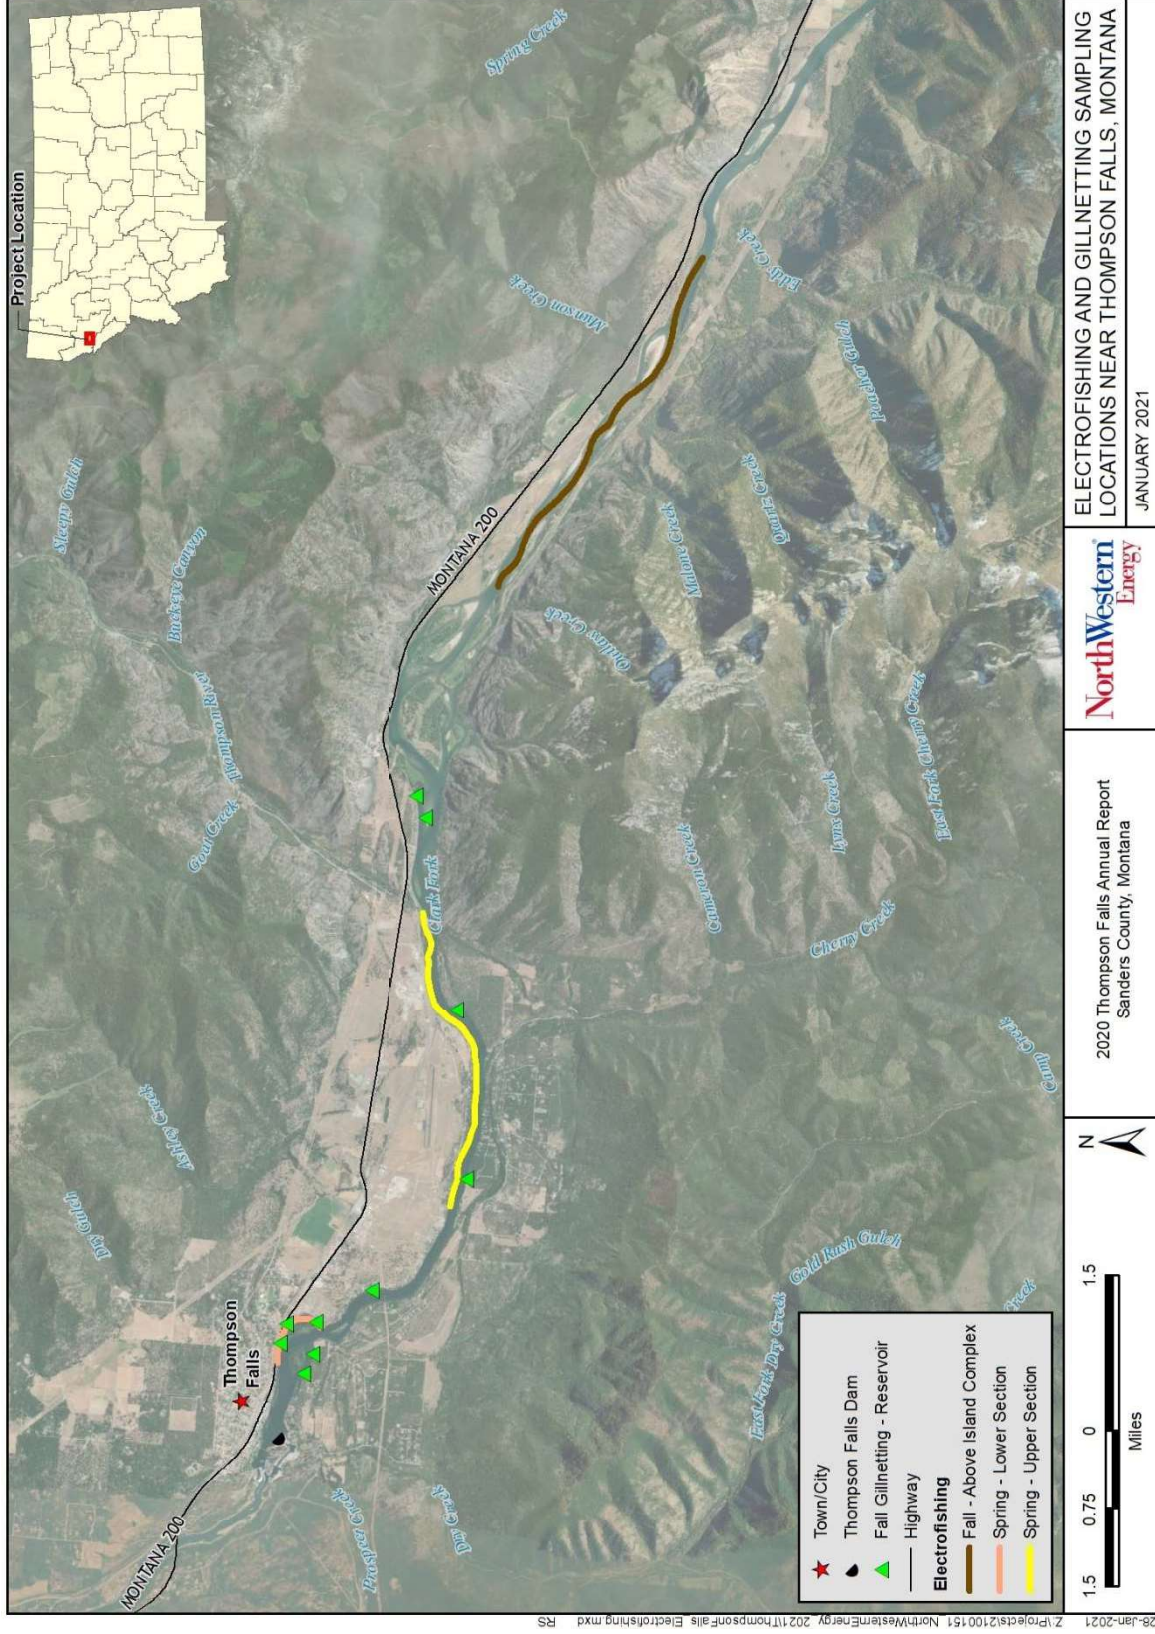 Project Location
Spring Creek
Sleepy Gulch
Buckeye Canyon
Munson Creek
Thompson River
Goat Creek
MONTANA 200
Eddy Creek
Poacher Gulch
Quartz Creek
Malone Creek
Outlaw Creek
Clark Fork
East Fork Cherry Creek
Lynx Creek
Cameron Creek
Cherry Creek
Camp Creek
Ashley Creek
Dry Gulch
Thompson
Falls
Gold Rush Gulch
East Fork Dry Creek
Creek
MONTANA 200
Prospect Creek
Dry Creek
Town/City
Thompson Falls Dam
Fall Gillnetting - Reservoir
Highway
Electrofishing
Fall - Above Island Complex
Spring - Lower Section
Spring - Upper Section
1.5 0.75 0 1.5
Miles
N
2020 Thompson Falls Annual Report
Sanders County, Montana
NorthWestern
Energy
ELECTROFISHING AND GILLNETTING SAMPLING
LOCATIONS NEAR THOMPSON FALLS, MONTANA
JANUARY 2021
28-Jan-2021 Z:\Projects\2100151_NorthWesternEnergy_2021\ThompsonFalls_Electrofishing.mxd RS